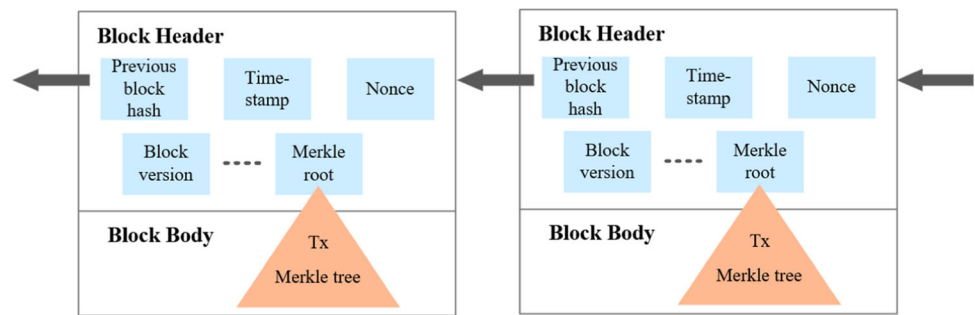 Block Header
Previous
block
hash
Time-
stamp
Nonce
Block
version
Merkle
root
Block Body
Tx
Merkle tree
Block Header
Previous
block
hash
Time-
stamp
Nonce
Block
version
Merkle
root
Block Body
Tx
Merkle tree